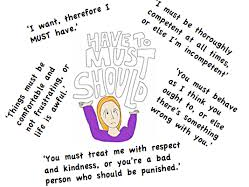 'I want, therefore I
MUST have.'
'I must be thoroughly
competent at all times,
or else I'm incompetent'
HAVE TO
MUST
SHOULD
'Things must be
comfortable and
not frustrating, or
life is awful.'
'You must behave
as I think you
ought to, or else
there's something
wrong with you.'
'You must treat me with respect
and kindness, or you're a bad
person who should be punished.'